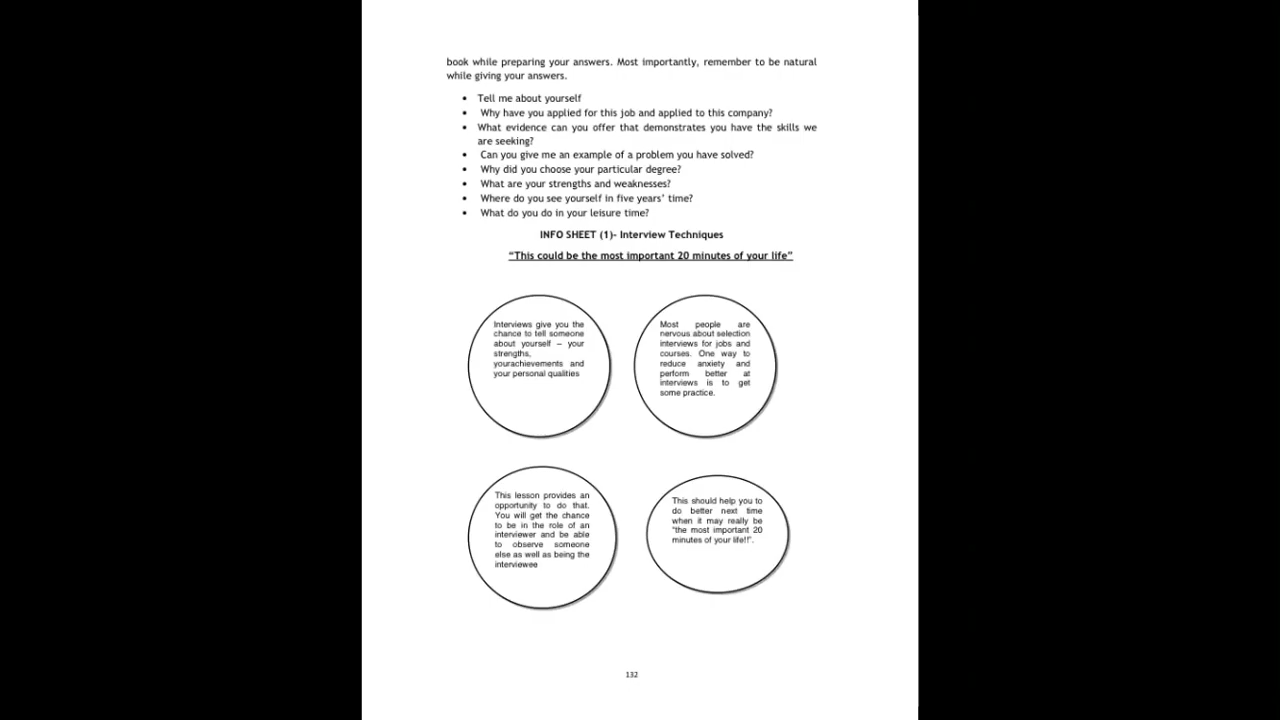 book while preparing your answers. Most importantly, remember to be natural
while giving your answers.
• Tell me about yourself
• Why have you applied for this job and applied to this company?
• What evidence can you offer that demonstrates you have the skills we
are seeking?
• Can you give me an example of a problem you have solved?
• Why did you choose your particular degree?
• What are your strengths and weaknesses?
• Where do you see yourself in five years’ time?
• What do you do in your leisure time?
INFO SHEET (1)- Interview Techniques
“This could be the most important 20 minutes of your life”
Interviews give you the
chance to tell someone
about yourself – your
strengths,
yourachievements and
your personal qualities
Most people are
nervous about selection
interviews for jobs and
courses. One way to
reduce anxiety and
perform better at
interviews is to get
some practice.
This lesson provides an
opportunity to do that.
You will get the chance
to be in the role of an
interviewer and be able
to observe someone
else as well as being the
interviewee
This should help you to
do better next time
when it may really be
“the most important 20
minutes of your life!!”.
132